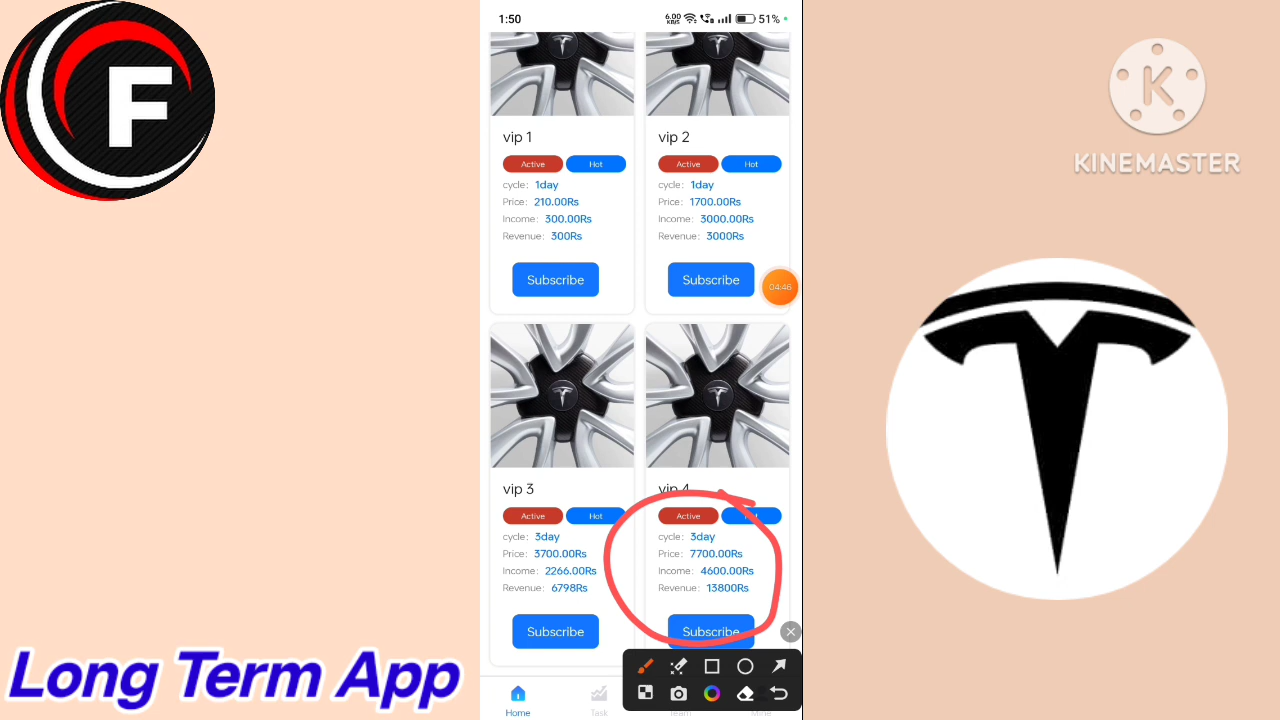 F
1:50
6.00
KB/S
51%
K
KINEMASTER
vip 1
Active Hot
cycle: 1day
Price: 210.00Rs
Income: 300.00Rs
Revenue: 300Rs
Subscribe
vip 2
Active Hot
cycle: 1day
Price: 1700.00Rs
Income: 3000.00Rs
Revenue: 3000Rs
Subscribe
04:46
vip 3
Active Hot
cycle: 3day
Price: 3700.00Rs
Income: 2266.00Rs
Revenue: 6798Rs
Subscribe
vip 4
Active Hot
cycle: 3day
Price: 7700.00Rs
Income: 4600.00Rs
Revenue: 13800Rs
Subscribe
Long Term App
Home Task Team Mine